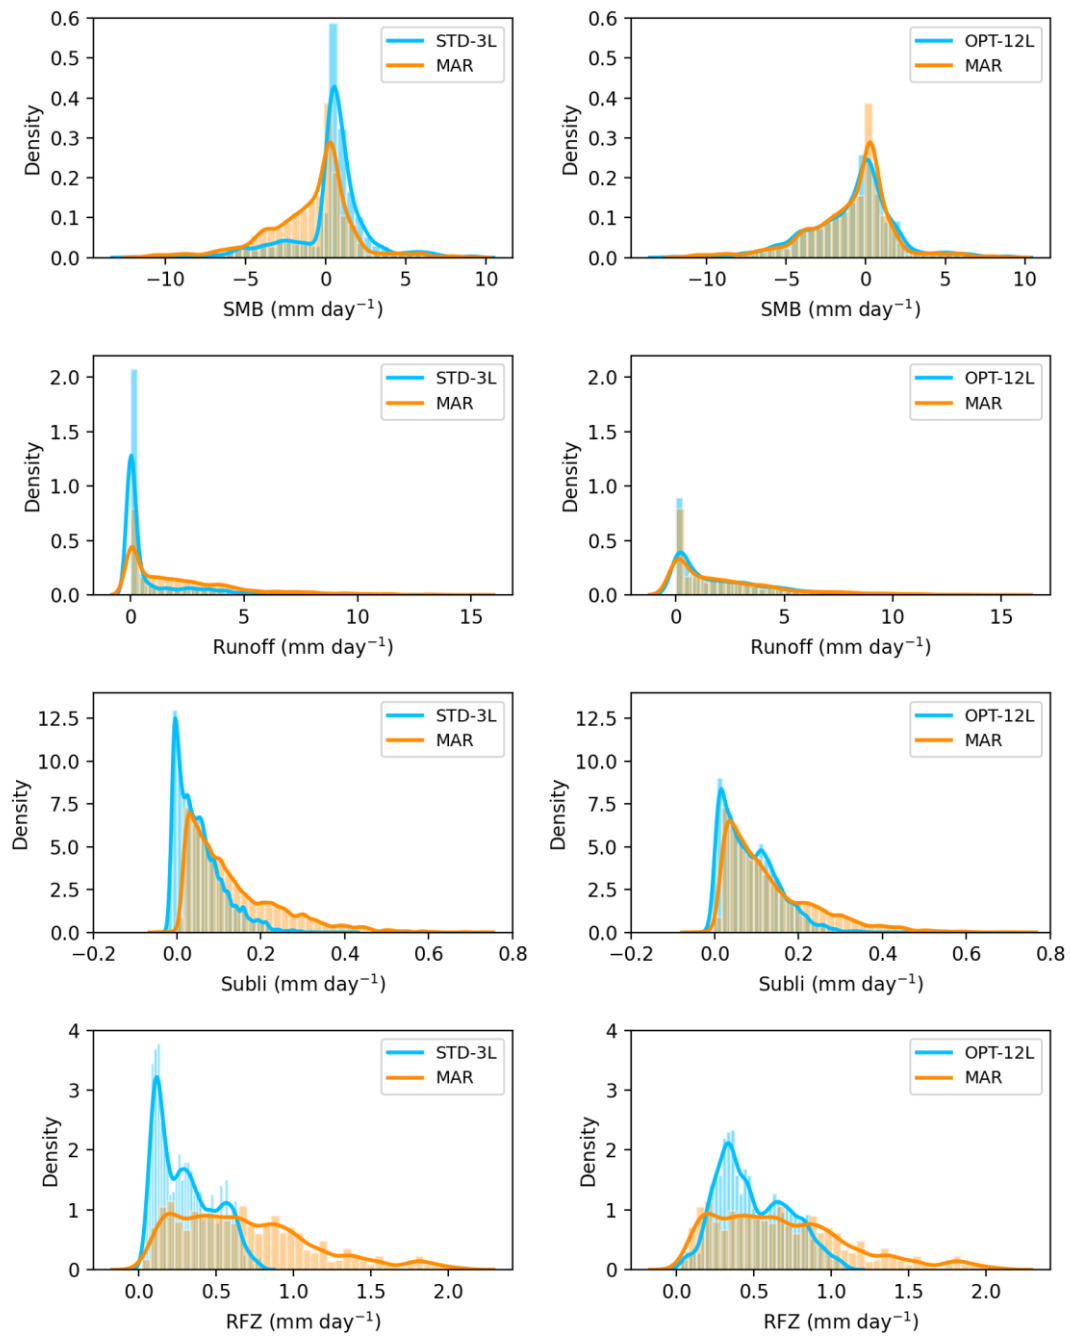 0.6
0.5
0.4
0.3
0.2
0.1
0.0
Density
STD-3L
MAR
−10 −5 0 5 10
SMB (mm day⁻¹)
0.6
0.5
0.4
0.3
0.2
0.1
0.0
Density
OPT-12L
MAR
−10 −5 0 5 10
SMB (mm day⁻¹)
2.0
1.5
1.0
0.5
0.0
Density
STD-3L
MAR
0 5 10 15
Runoff (mm day⁻¹)
2.0
1.5
1.0
0.5
0.0
Density
OPT-12L
MAR
0 5 10 15
Runoff (mm day⁻¹)
12.5
10.0
7.5
5.0
2.5
0.0
Density
STD-3L
MAR
−0.2 0.0 0.2 0.4 0.6 0.8
Subli (mm day⁻¹)
12.5
10.0
7.5
5.0
2.5
0.0
Density
OPT-12L
MAR
−0.2 0.0 0.2 0.4 0.6 0.8
Subli (mm day⁻¹)
4
3
2
1
0
Density
STD-3L
MAR
0.0 0.5 1.0 1.5 2.0
RFZ (mm day⁻¹)
4
3
2
1
0
Density
OPT-12L
MAR
0.0 0.5 1.0 1.5 2.0
RFZ (mm day⁻¹)